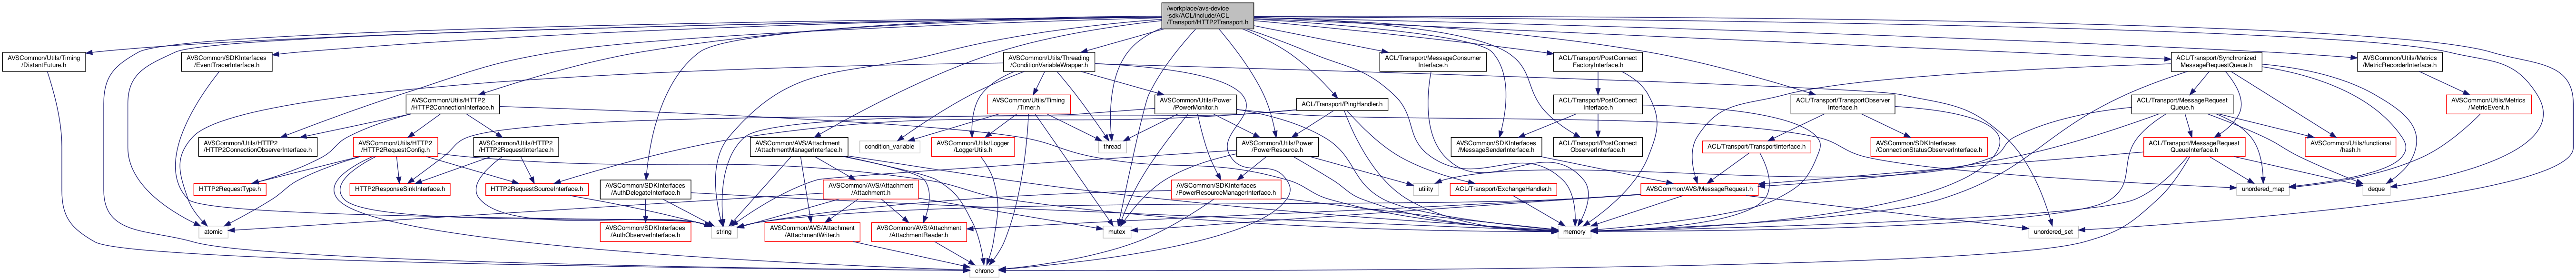 /workplace/avs-device
-sdk/ACL/include/ACL
/Transport/HTTP2Transport.h
AVSCommon/Utils/Timing
/DistantFuture.h
AVSCommon/SDKInterfaces
/EventTracerInterface.h
AVSCommon/Utils/Threading
/ConditionVariableWrapper.h
ACL/Transport/MessageConsumer
Interface.h
ACL/Transport/PostConnect
FactoryInterface.h
ACL/Transport/Synchronized
MessageRequestQueue.h
AVSCommon/Utils/Metrics
/MetricRecorderInterface.h
AVSCommon/Utils/HTTP2
/HTTP2ConnectionInterface.h
AVSCommon/Utils/Timing
/Timer.h
AVSCommon/Utils/Power
/PowerMonitor.h
ACL/Transport/PingHandler.h
ACL/Transport/PostConnect
Interface.h
ACL/Transport/TransportObserver
Interface.h
ACL/Transport/MessageRequest
Queue.h
AVSCommon/Utils/Metrics
/MetricEvent.h
AVSCommon/Utils/HTTP2
/HTTP2ConnectionObserverInterface.h
AVSCommon/Utils/HTTP2
/HTTP2RequestConfig.h
AVSCommon/Utils/HTTP2
/HTTP2RequestInterface.h
AVSCommon/AVS/Attachment
/AttachmentManagerInterface.h
condition_variable
AVSCommon/Utils/Logger
/LoggerUtils.h
thread
AVSCommon/Utils/Power
/PowerResource.h
AVSCommon/SDKInterfaces
/MessageSenderInterface.h
ACL/Transport/PostConnect
ObserverInterface.h
ACL/Transport/TransportInterface.h
AVSCommon/SDKInterfaces
/ConnectionStatusObserverInterface.h
ACL/Transport/MessageRequest
QueueInterface.h
AVSCommon/Utils/functional
/hash.h
HTTP2RequestType.h
HTTP2ResponseSinkInterface.h
HTTP2RequestSourceInterface.h
AVSCommon/SDKInterfaces
/AuthDelegateInterface.h
AVSCommon/AVS/Attachment
/Attachment.h
AVSCommon/SDKInterfaces
/PowerResourceManagerInterface.h
utility
ACL/Transport/ExchangeHandler.h
AVSCommon/AVS/MessageRequest.h
unordered_map
deque
atomic
AVSCommon/SDKInterfaces
/AuthObserverInterface.h
string
AVSCommon/AVS/Attachment
/AttachmentWriter.h
AVSCommon/AVS/Attachment
/AttachmentReader.h
mutex
memory
unordered_set
chrono